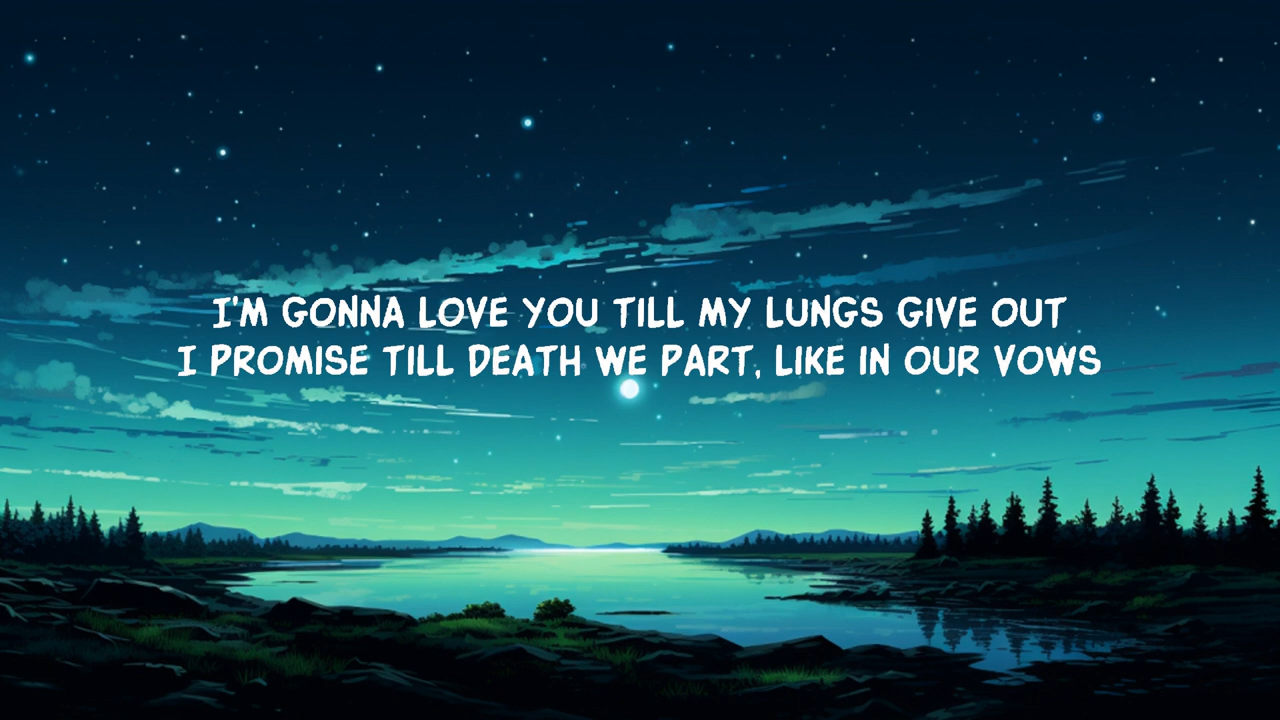 I'M GONNA LOVE YOU TILL MY LUNGS GIVE OUT
I PROMISE TILL DEATH WE PART, LIKE IN OUR VOWS